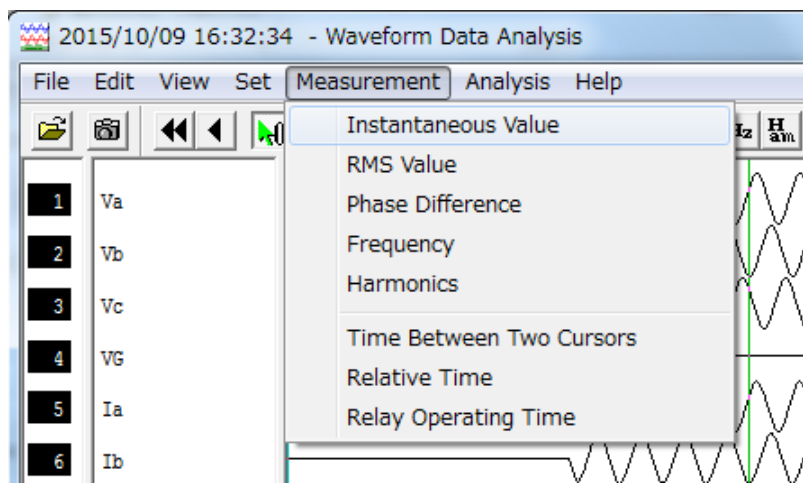 2015/10/09 16:32:34 - Waveform Data Analysis
File Edit View Set Measurement Analysis Help
Instantaneous Value
RMS Value
Phase Difference
Frequency
Harmonics
Time Between Two Cursors
Relative Time
Relay Operating Time
Hz
Ham
1 Va
2 Vb
3 Vc
4 VG
5 Ia
6 Ib